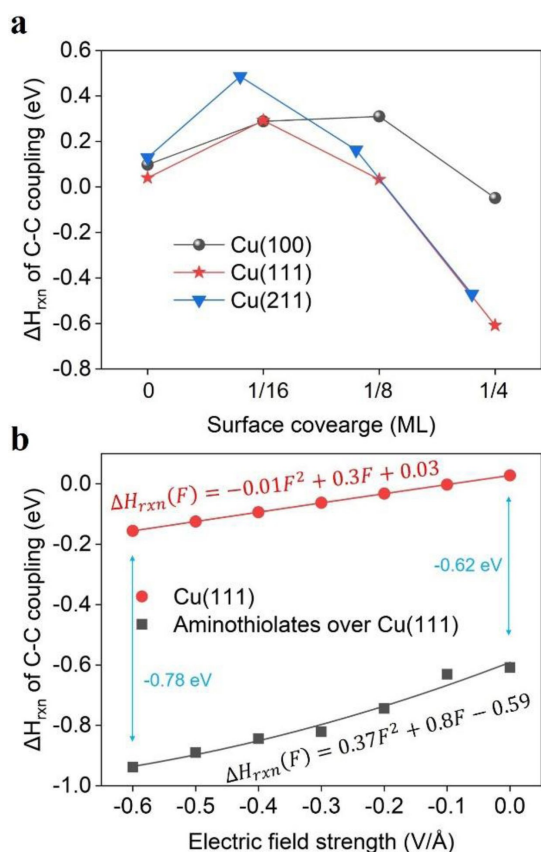 a
0.6
0.4
0.2
0.0
-0.2
-0.4
-0.6
-0.8
ΔHrxn of C-C coupling (eV)
Cu(100)
Cu(111)
Cu(211)
0 1/16 1/8 1/4
Surface covearge (ML)
b
0.0
-0.2
-0.4
-0.6
-0.8
-1.0
ΔHrxn of C-C coupling (eV)
ΔHrxn(F) = −0.01F² + 0.3F + 0.03
-0.62 eV
Cu(111)
Aminothiolates over Cu(111)
-0.78 eV
ΔHrxn(F) = 0.37F² + 0.8F − 0.59
-0.6 -0.5 -0.4 -0.3 -0.2 -0.1 0.0
Electric field strength (V/Å)